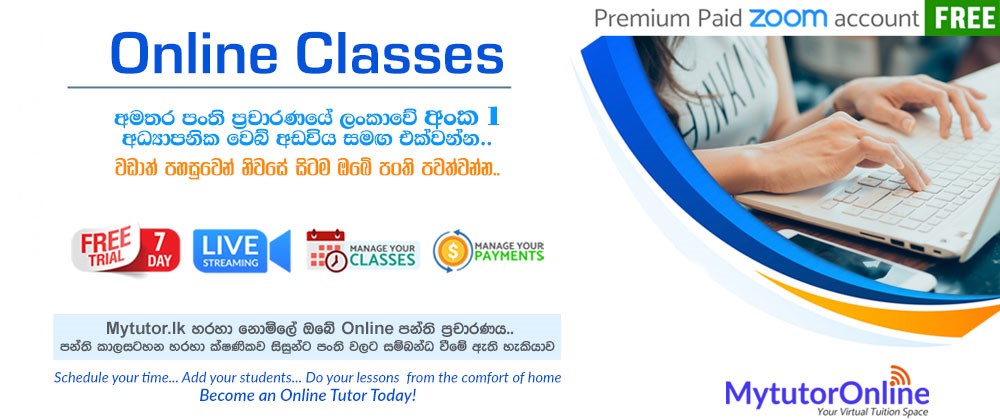 Premium Paid zoom account FREE
Online Classes
අමතර පංති ප්‍රචාරණයේ ලංකාවේ අංක 1
අධ්‍යාපනික වෙබ් අඩවිය සමඟ එක්වන්න..
වඩාත් පහසුවෙන් නිවසේ සිටම ඔබේ පංති පවත්වන්න..
FREE TRIAL 7 DAY
LIVE STREAMING
MANAGE YOUR CLASSES
MANAGE YOUR PAYMENTS
Mytutor.lk හරහා නොමිලේ ඔබේ Online පන්ති ප්‍රචාරණය..
පන්ති කාලසටහන හරහා ක්ෂණිකව සිසුන්ට පංති වලට සම්බන්ධ වීමේ ඇති හැකියාව
Schedule your time... Add your students... Do your lessons from the comfort of home
Become an Online Tutor Today!
MytutorOnline
Your Virtual Tuition Space